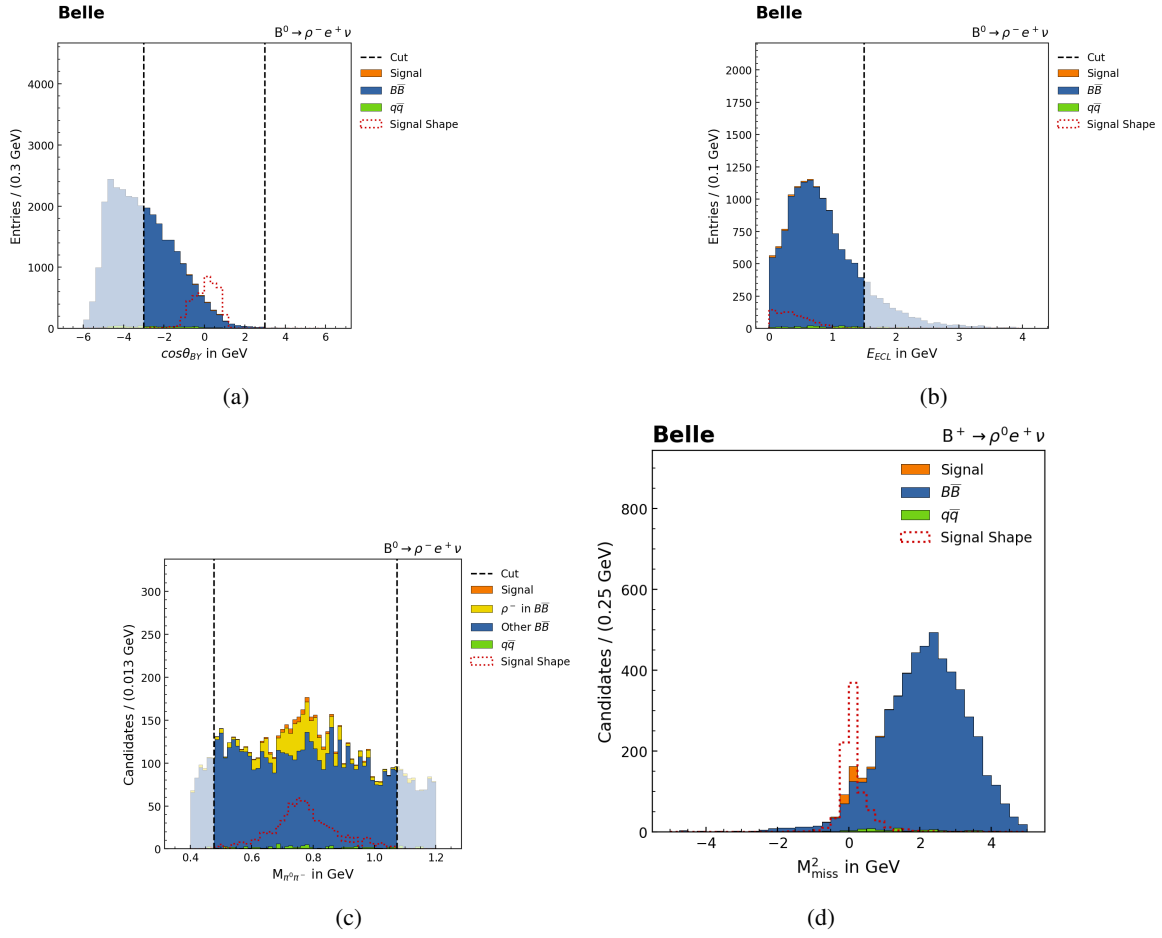 Belle
B⁰ → ρ⁻ e⁺ ν
Entries / (0.3 GeV)
4000
3000
2000
1000
0
−6 −4 −2 0 2 4 6
cosθ_BY in GeV
Cut
Signal
BB̅
qq̅
Signal Shape
(a)
Belle
B⁰ → ρ⁻ e⁺ ν
Entries / (0.1 GeV)
2000
1750
1500
1250
1000
750
500
250
0
0 1 2 3 4
E_ECL in GeV
Cut
Signal
BB̅
qq̅
Signal Shape
(b)
B⁰ → ρ⁻ e⁺ ν
Candidates / (0.013 GeV)
300
250
200
150
100
50
0
0.4 0.6 0.8 1.0 1.2
M_π⁰π⁻ in GeV
Cut
Signal
ρ⁻ in BB̅
Other BB̅
qq̅
Signal Shape
(c)
Belle
B⁺ → ρ⁰ e⁺ ν
Candidates / (0.25 GeV)
800
600
400
200
0
−4 −2 0 2 4
M²_miss in GeV
Signal
BB̅
qq̅
Signal Shape
(d)